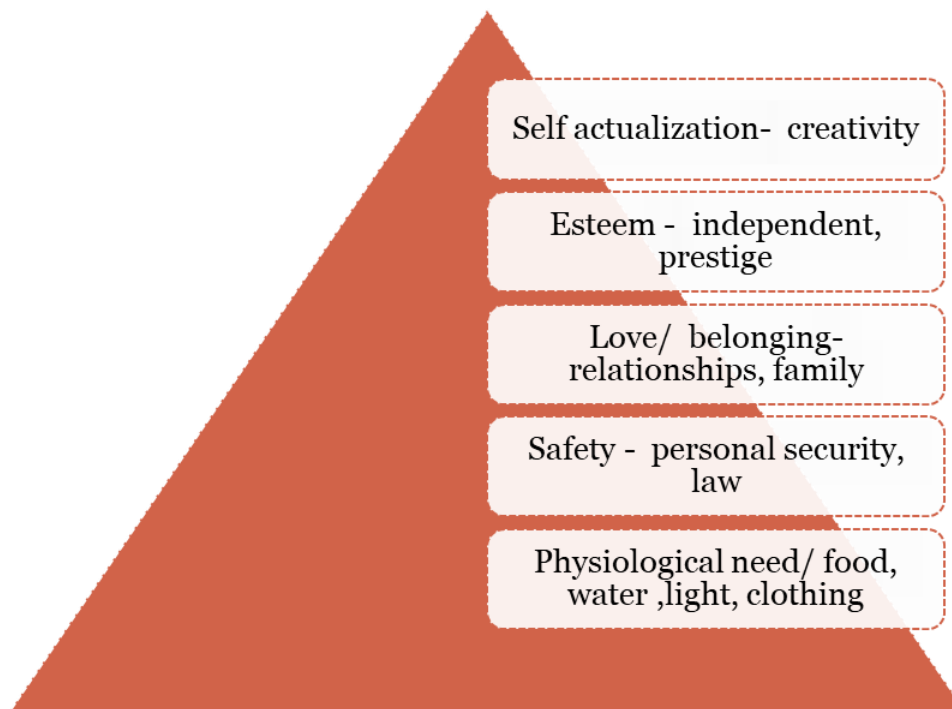 Self actualization-  creativity
Esteem -  independent,
prestige
Love/  belonging-
relationships, family
Safety -  personal security,
law
Physiological need/ food,
water ,light, clothing